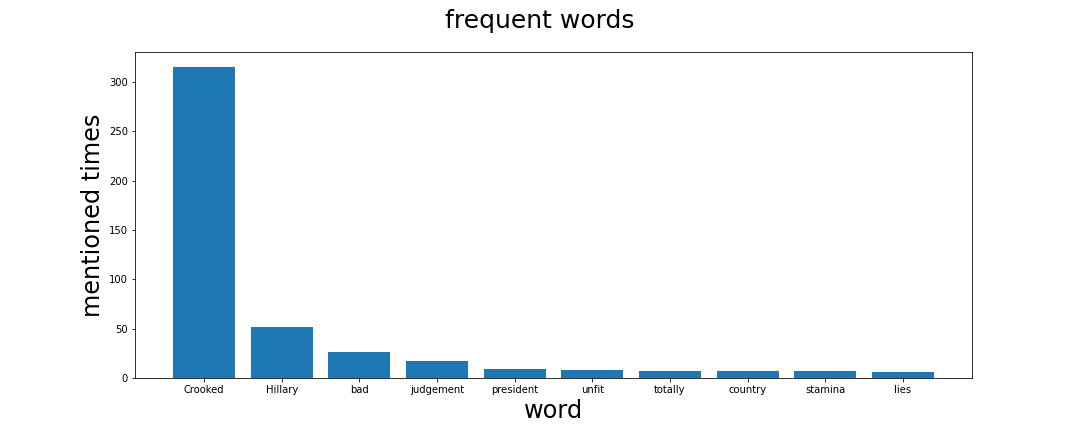 frequent words
mentioned times
300
250
200
150
100
50
0
Crooked Hillary bad judgement president unfit totally country stamina lies
word